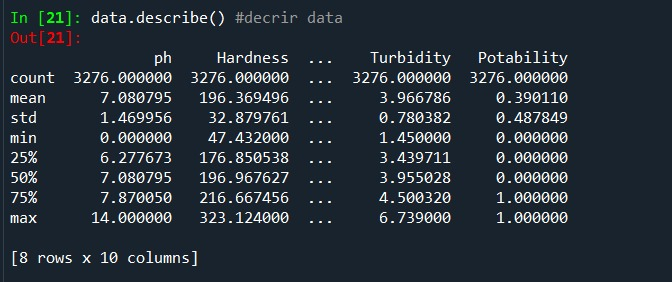 In [21]: data.describe() #decrir data
Out[21]:
ph Hardness ... Turbidity Potability
count 3276.000000 3276.000000 ... 3276.000000 3276.000000
mean 7.080795 196.369496 ... 3.966786 0.390110
std 1.469956 32.879761 ... 0.780382 0.487849
min 0.000000 47.432000 ... 1.450000 0.000000
25% 6.277673 176.850538 ... 3.439711 0.000000
50% 7.080795 196.967627 ... 3.955028 0.000000
75% 7.870050 216.667456 ... 4.500320 1.000000
max 14.000000 323.124000 ... 6.739000 1.000000
[8 rows x 10 columns]